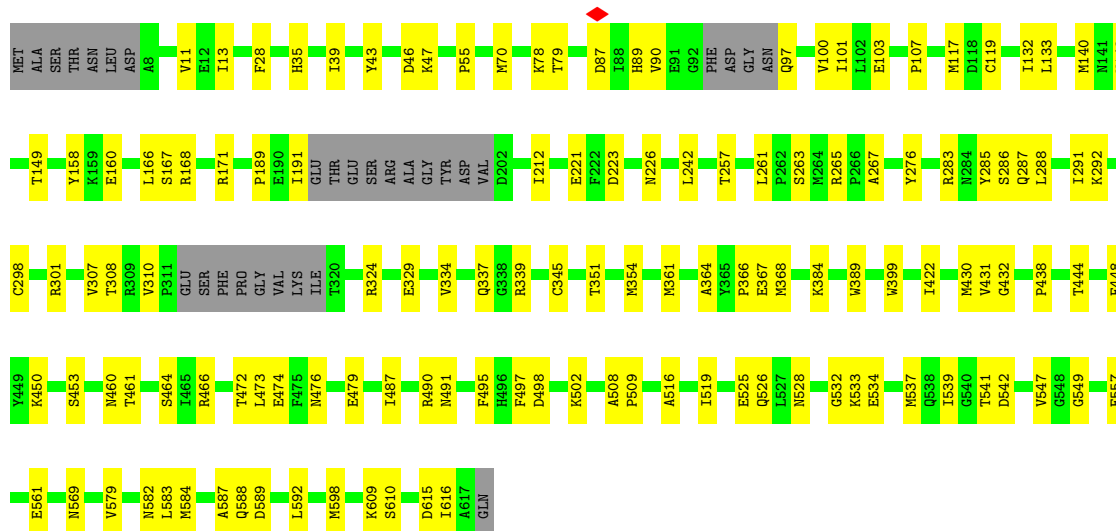 MET ALA SER THR ASN LEU ASP A8 V11 E12 I13 F28 H35 I39 Y43 D46 K47 P55 M70 K78 T79 D87 I88 H89 V90 E91 G92 PHE ASP GLY ASN Q97 V100 I101 L102 E103 P107 M117 D118 C119 I132 L133 M140 N141
T149 Y158 K159 E160 L166 S167 R168 R171 P189 E190 I191 GLU THR GLU SER ARG ALA GLY TYR ASP VAL D202 I212 E221 F222 D223 N226 L242 T257 L261 P262 S263 M264 R265 P266 A267 Y276 R283 N284 Y285 S286 Q287 L288 I291 K292
C298 R301 V307 T308 R309 V310 P311 GLU SER PHE PRO GLY VAL LYS ILE T320 R324 E329 V334 Q337 G338 R339 C345 T351 M354 M361 A364 Y365 P366 E367 M368 K384 W389 W399 I422 M430 V431 G432 P438 T444
Y449 K450 S453 N460 T461 S464 I465 R466 T472 L473 E474 F475 N476 E479 I487 R490 N491 F495 H496 F497 D498 K502 A508 P509 A516 I519 E525 Q526 L527 N528 G532 K533 E534 M537 Q538 I539 G540 T541 D542 V547 G548 G549
E561 N569 V579 N582 L583 M584 A587 Q588 D589 L592 M598 K609 S610 D615 I616 A617 GLN